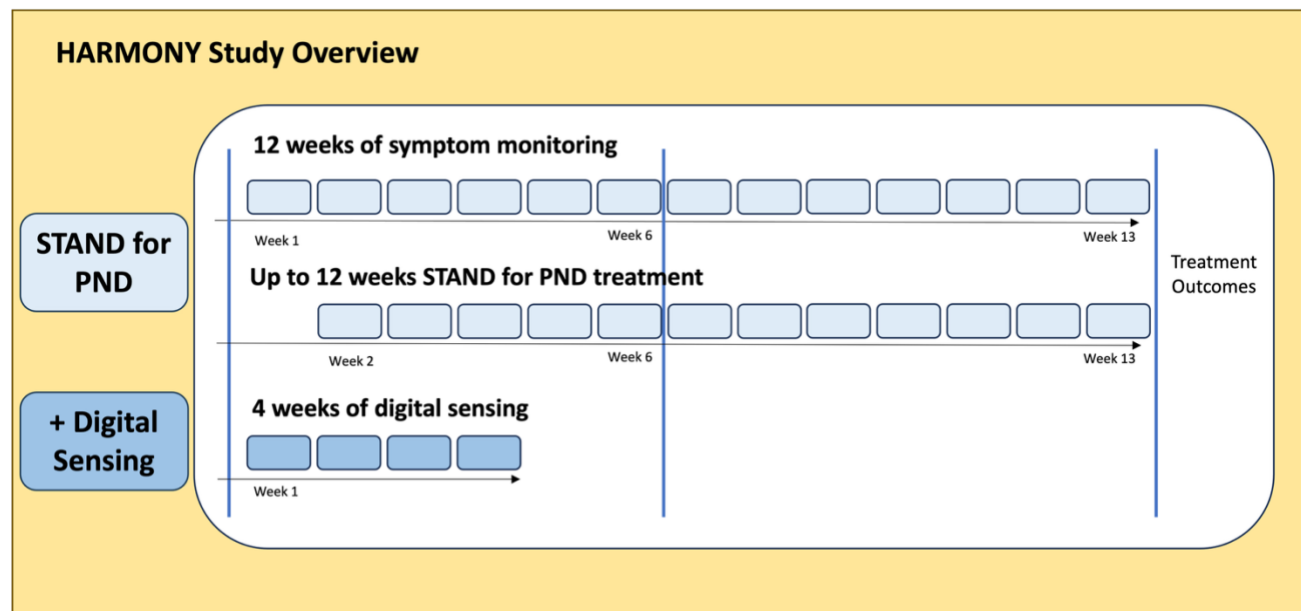 HARMONY Study Overview
12 weeks of symptom monitoring
Week 1
Week 6
Week 13
STAND for
PND
Up to 12 weeks STAND for PND treatment
Week 2
Week 6
Week 13
Treatment
Outcomes
+ Digital
Sensing
4 weeks of digital sensing
Week 1